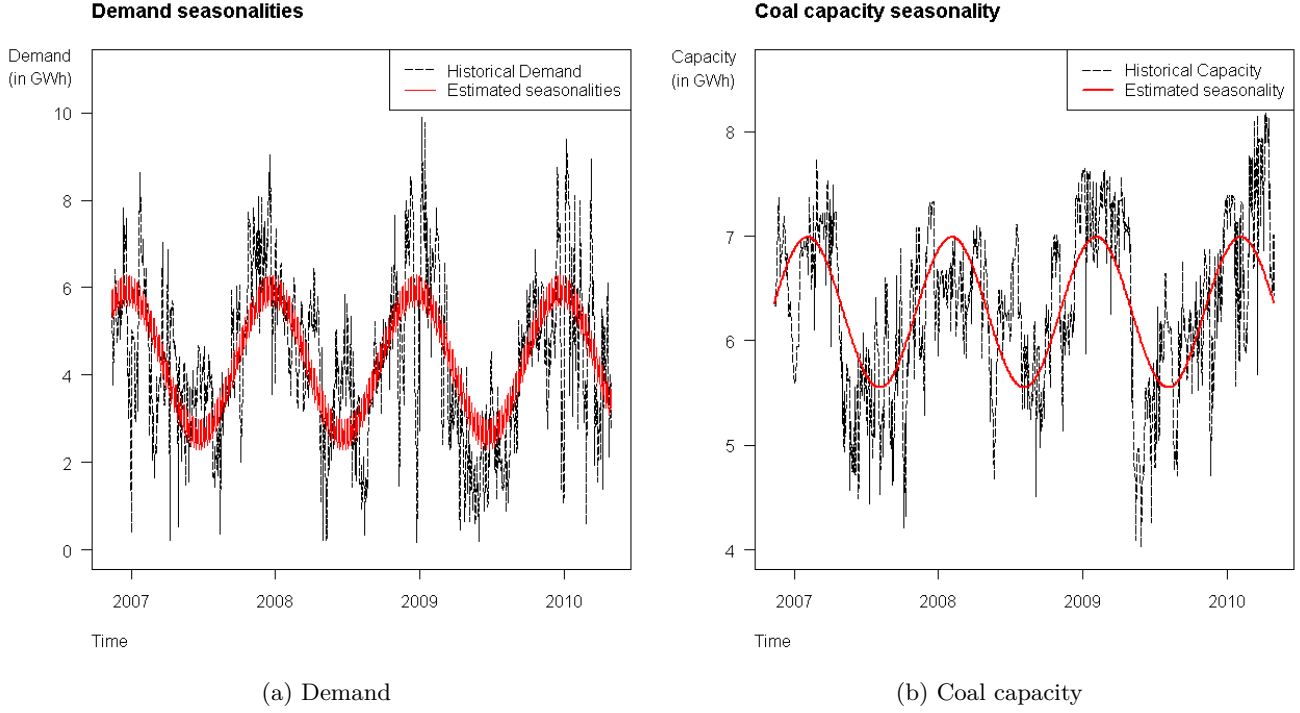 Demand seasonalities
Demand
(in GWh)
Historical Demand
Estimated seasonalities
10
8
6
4
2
0
2007 2008 2009 2010
Time
(a) Demand
Coal capacity seasonality
Capacity
(in GWh)
Historical Capacity
Estimated seasonality
8
7
6
5
4
2007 2008 2009 2010
Time
(b) Coal capacity